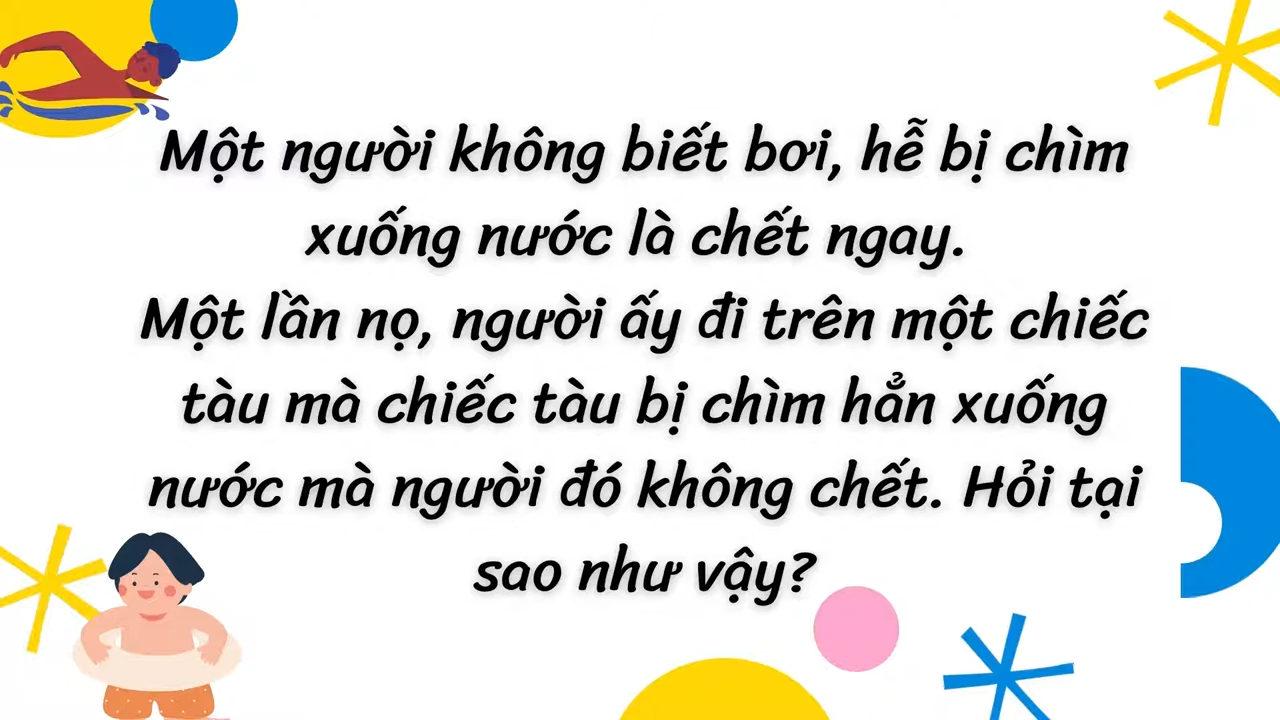 Một người không biết bơi, hễ bị chìm
xuống nước là chết ngay.
Một lần nọ, người ấy đi trên một chiếc
tàu mà chiếc tàu bị chìm hẳn xuống
nước mà người đó không chết. Hỏi tại
sao như vậy?